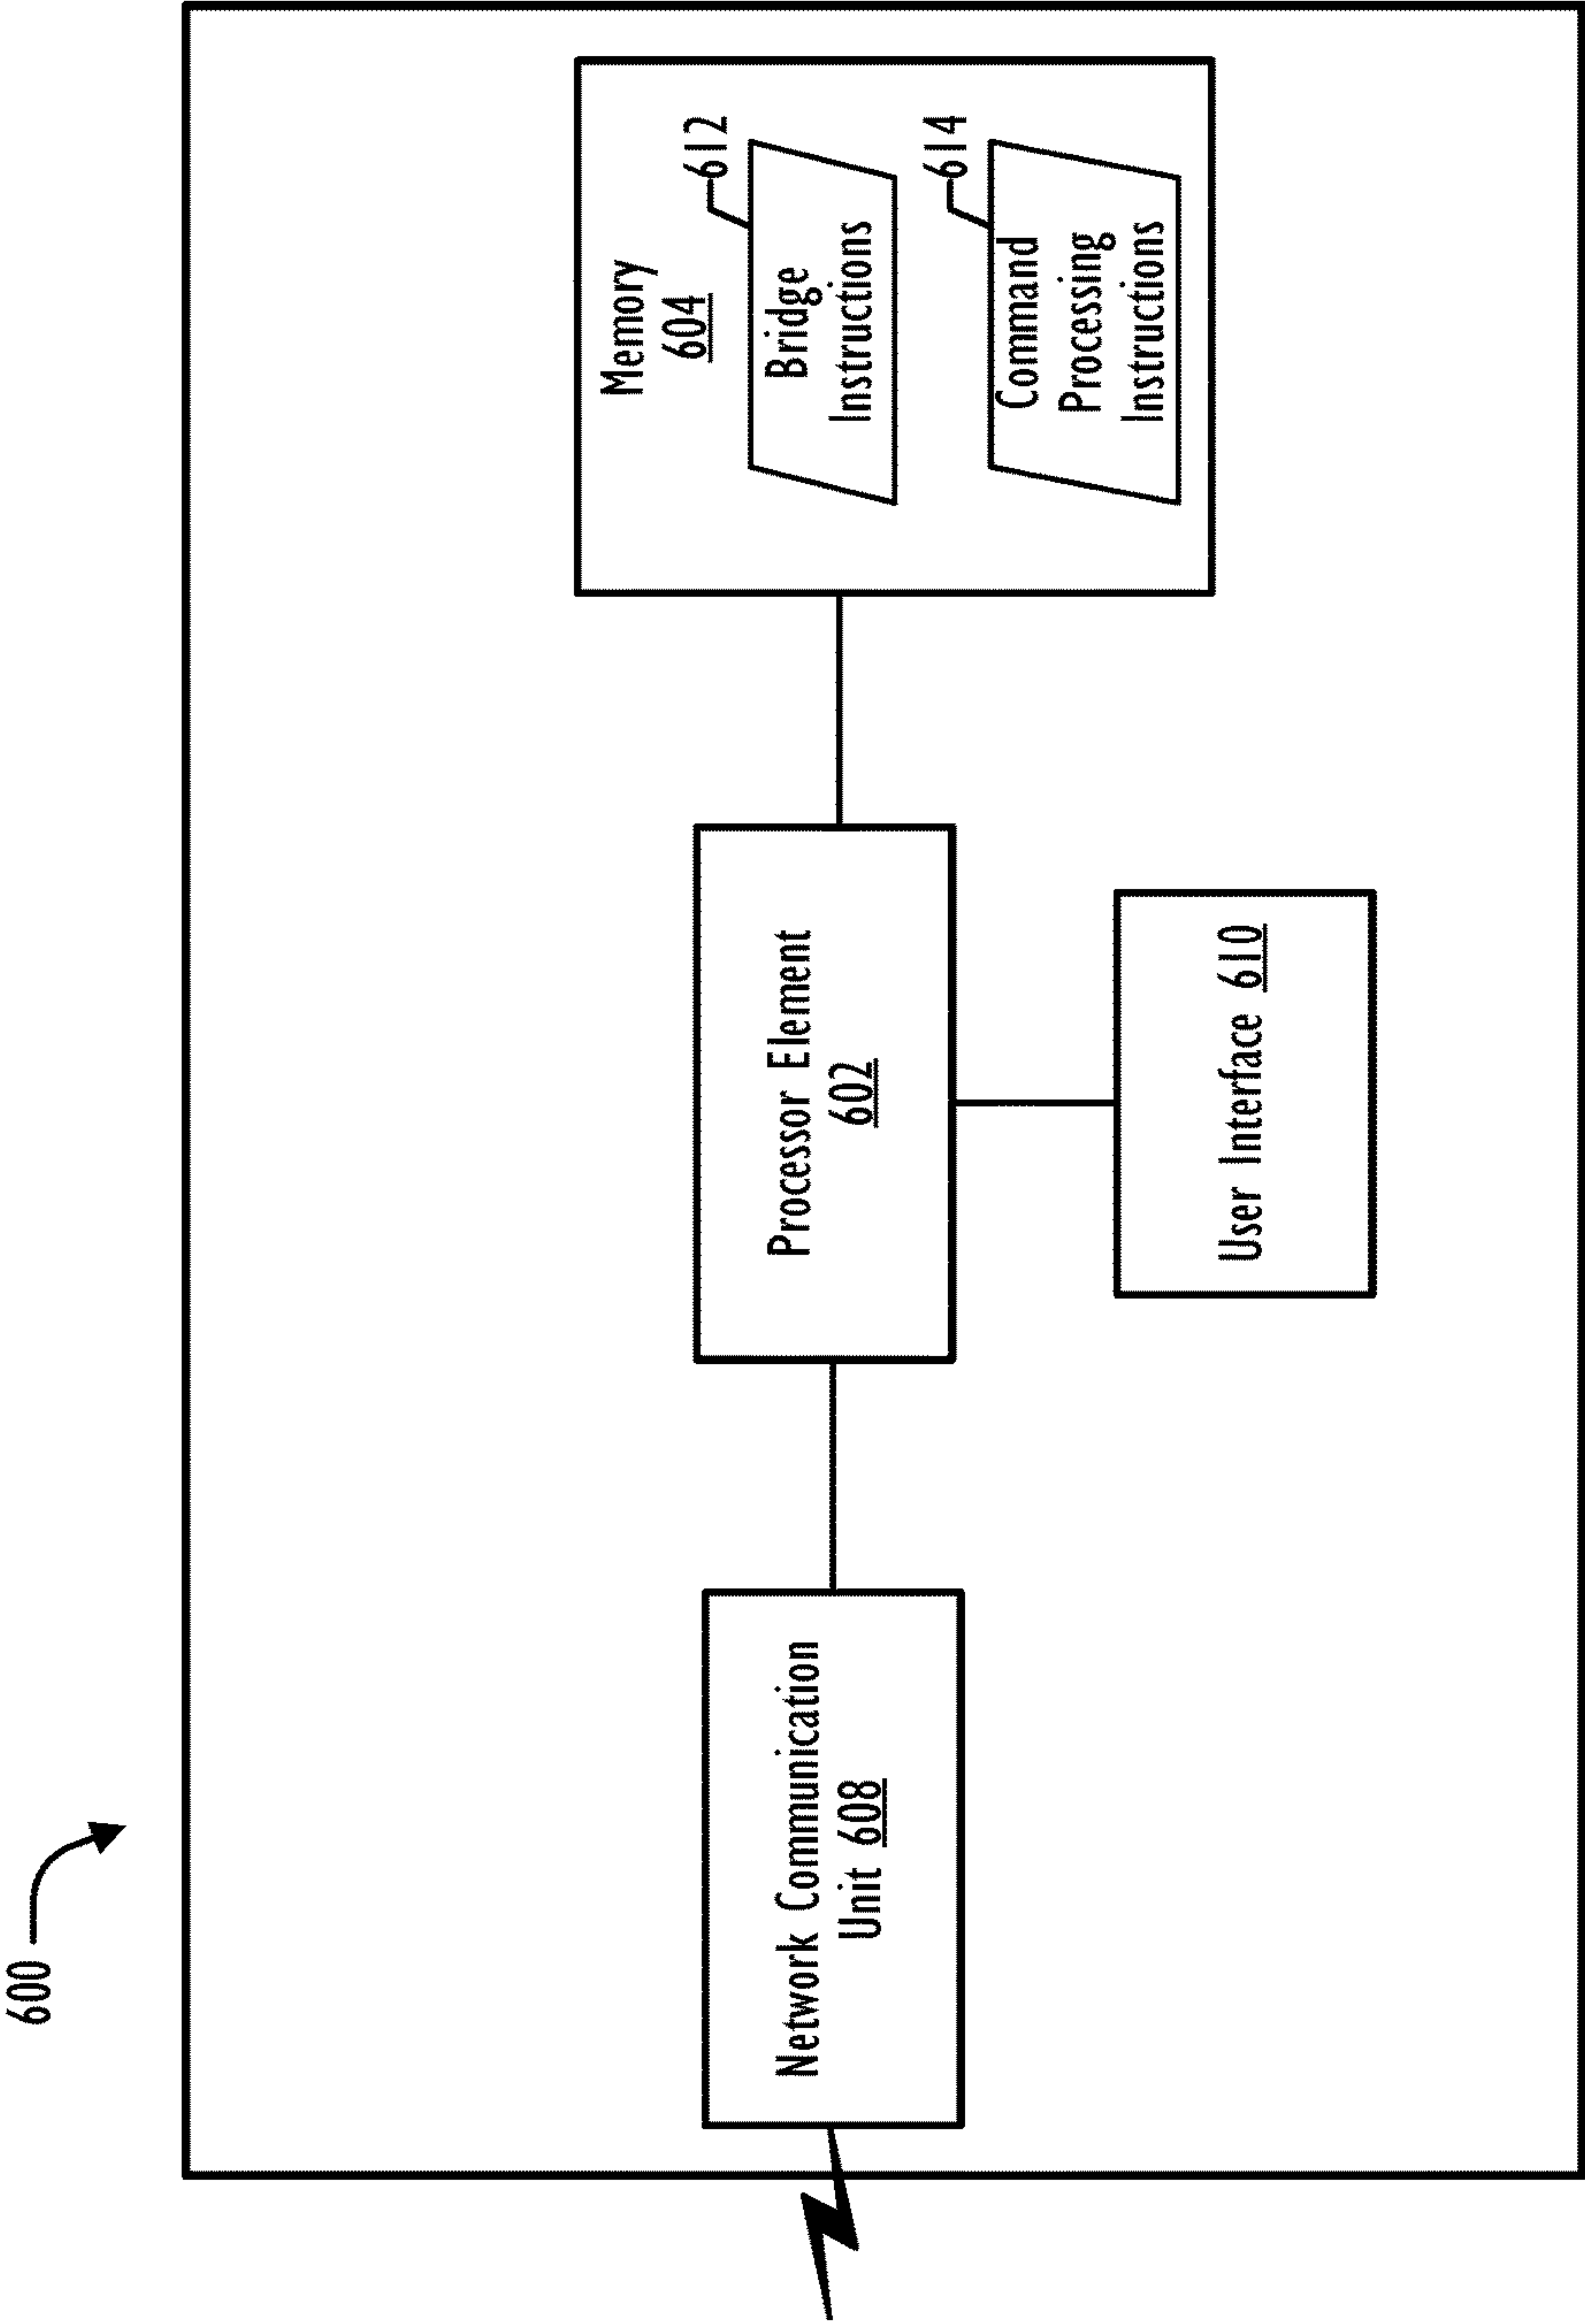 600
Network Communication
Unit 608
Processor Element
602
User Interface 610
Memory
604
612
Bridge
Instructions
614
Command
Processing
Instructions